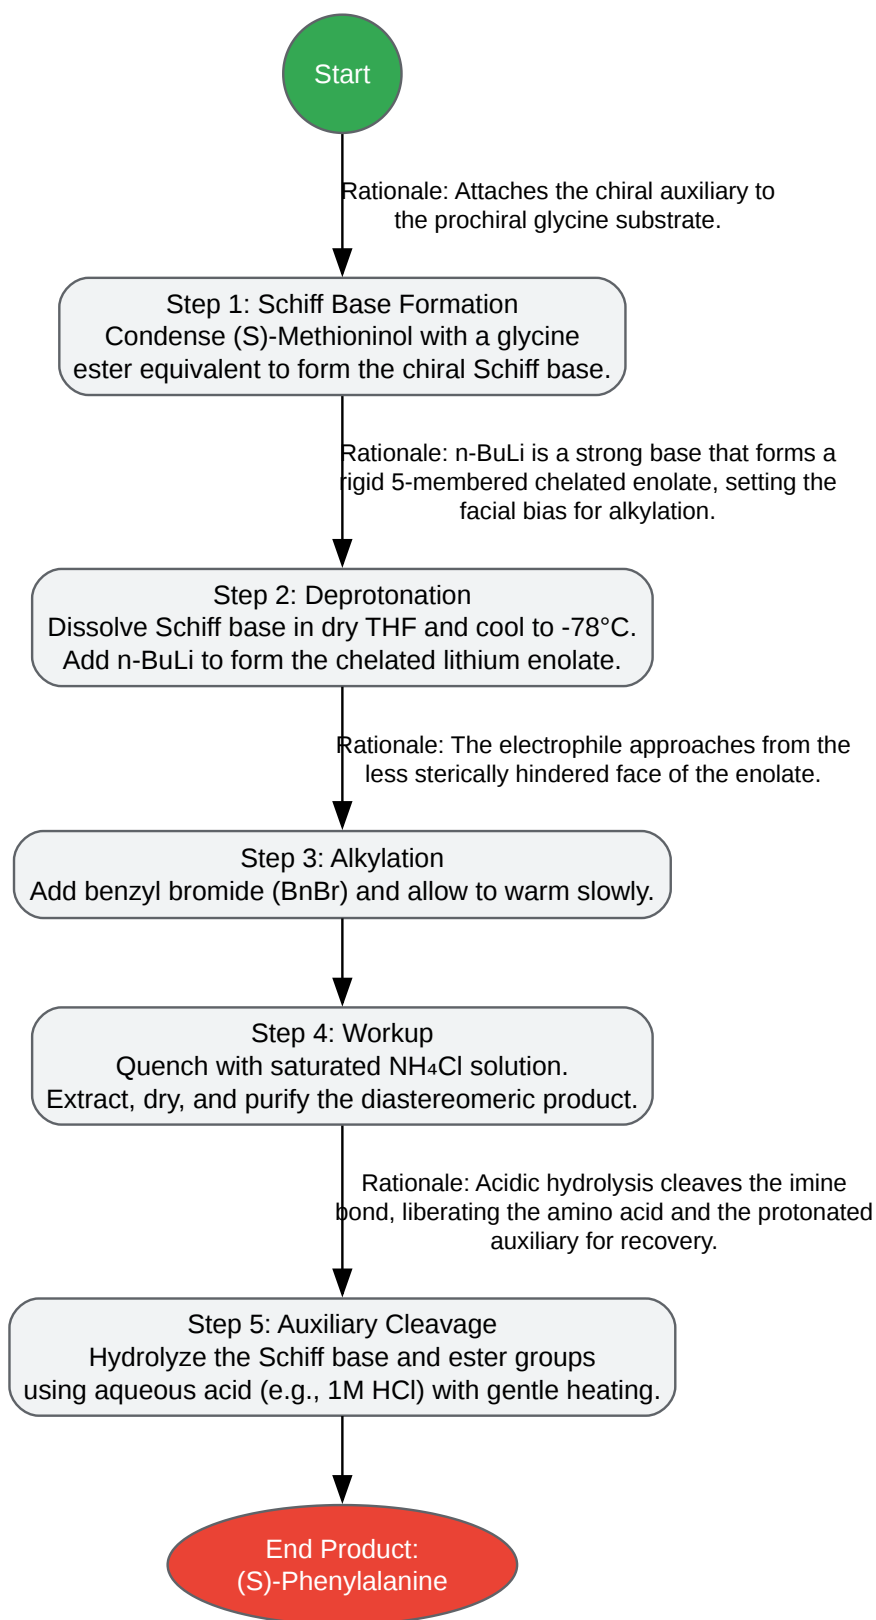 Start
Rationale: Attaches the chiral auxiliary to
the prochiral glycine substrate.
Step 1: Schiff Base Formation
Condense (S)-Methioninol with a glycine
ester equivalent to form the chiral Schiff base.
Rationale: n-BuLi is a strong base that forms a
rigid 5-membered chelated enolate, setting the
facial bias for alkylation.
Step 2: Deprotonation
Dissolve Schiff base in dry THF and cool to -78°C.
Add n-BuLi to form the chelated lithium enolate.
Rationale: The electrophile approaches from the
less sterically hindered face of the enolate.
Step 3: Alkylation
Add benzyl bromide (BnBr) and allow to warm slowly.
Step 4: Workup
Quench with saturated NH₄Cl solution.
Extract, dry, and purify the diastereomeric product.
Rationale: Acidic hydrolysis cleaves the imine
bond, liberating the amino acid and the protonated
auxiliary for recovery.
Step 5: Auxiliary Cleavage
Hydrolyze the Schiff base and ester groups
using aqueous acid (e.g., 1M HCl) with gentle heating.
End Product:
(S)-Phenylalanine